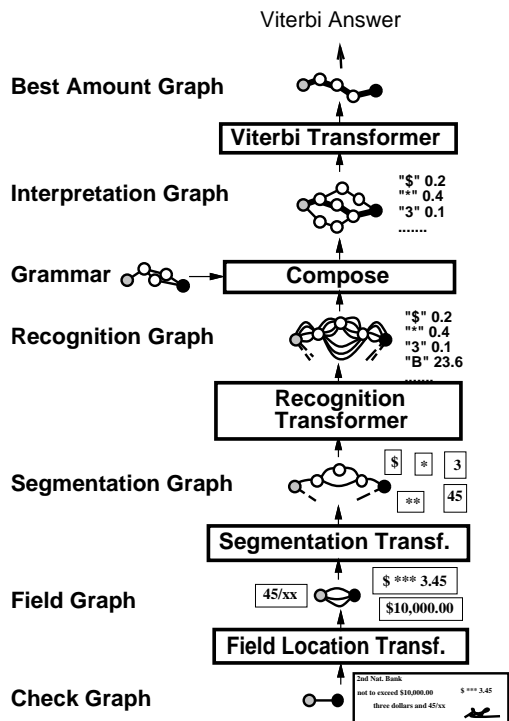 Viterbi Answer
Best Amount Graph
Viterbi Transformer
Interpretation Graph
"$" 0.2
"*" 0.4
"3" 0.1
.......
Grammar
Compose
Recognition Graph
"$" 0.2
"*" 0.4
"3" 0.1
"B" 23.6
.......
Recognition
Transformer
$ * 3
Segmentation Graph
** 45
Segmentation Transf.
45/xx
$ *** 3.45
Field Graph
$10,000.00
Field Location Transf.
Check Graph
2nd Nat. Bank
not to exceed $10,000.00 $ *** 3.45
three dollars and 45/xx